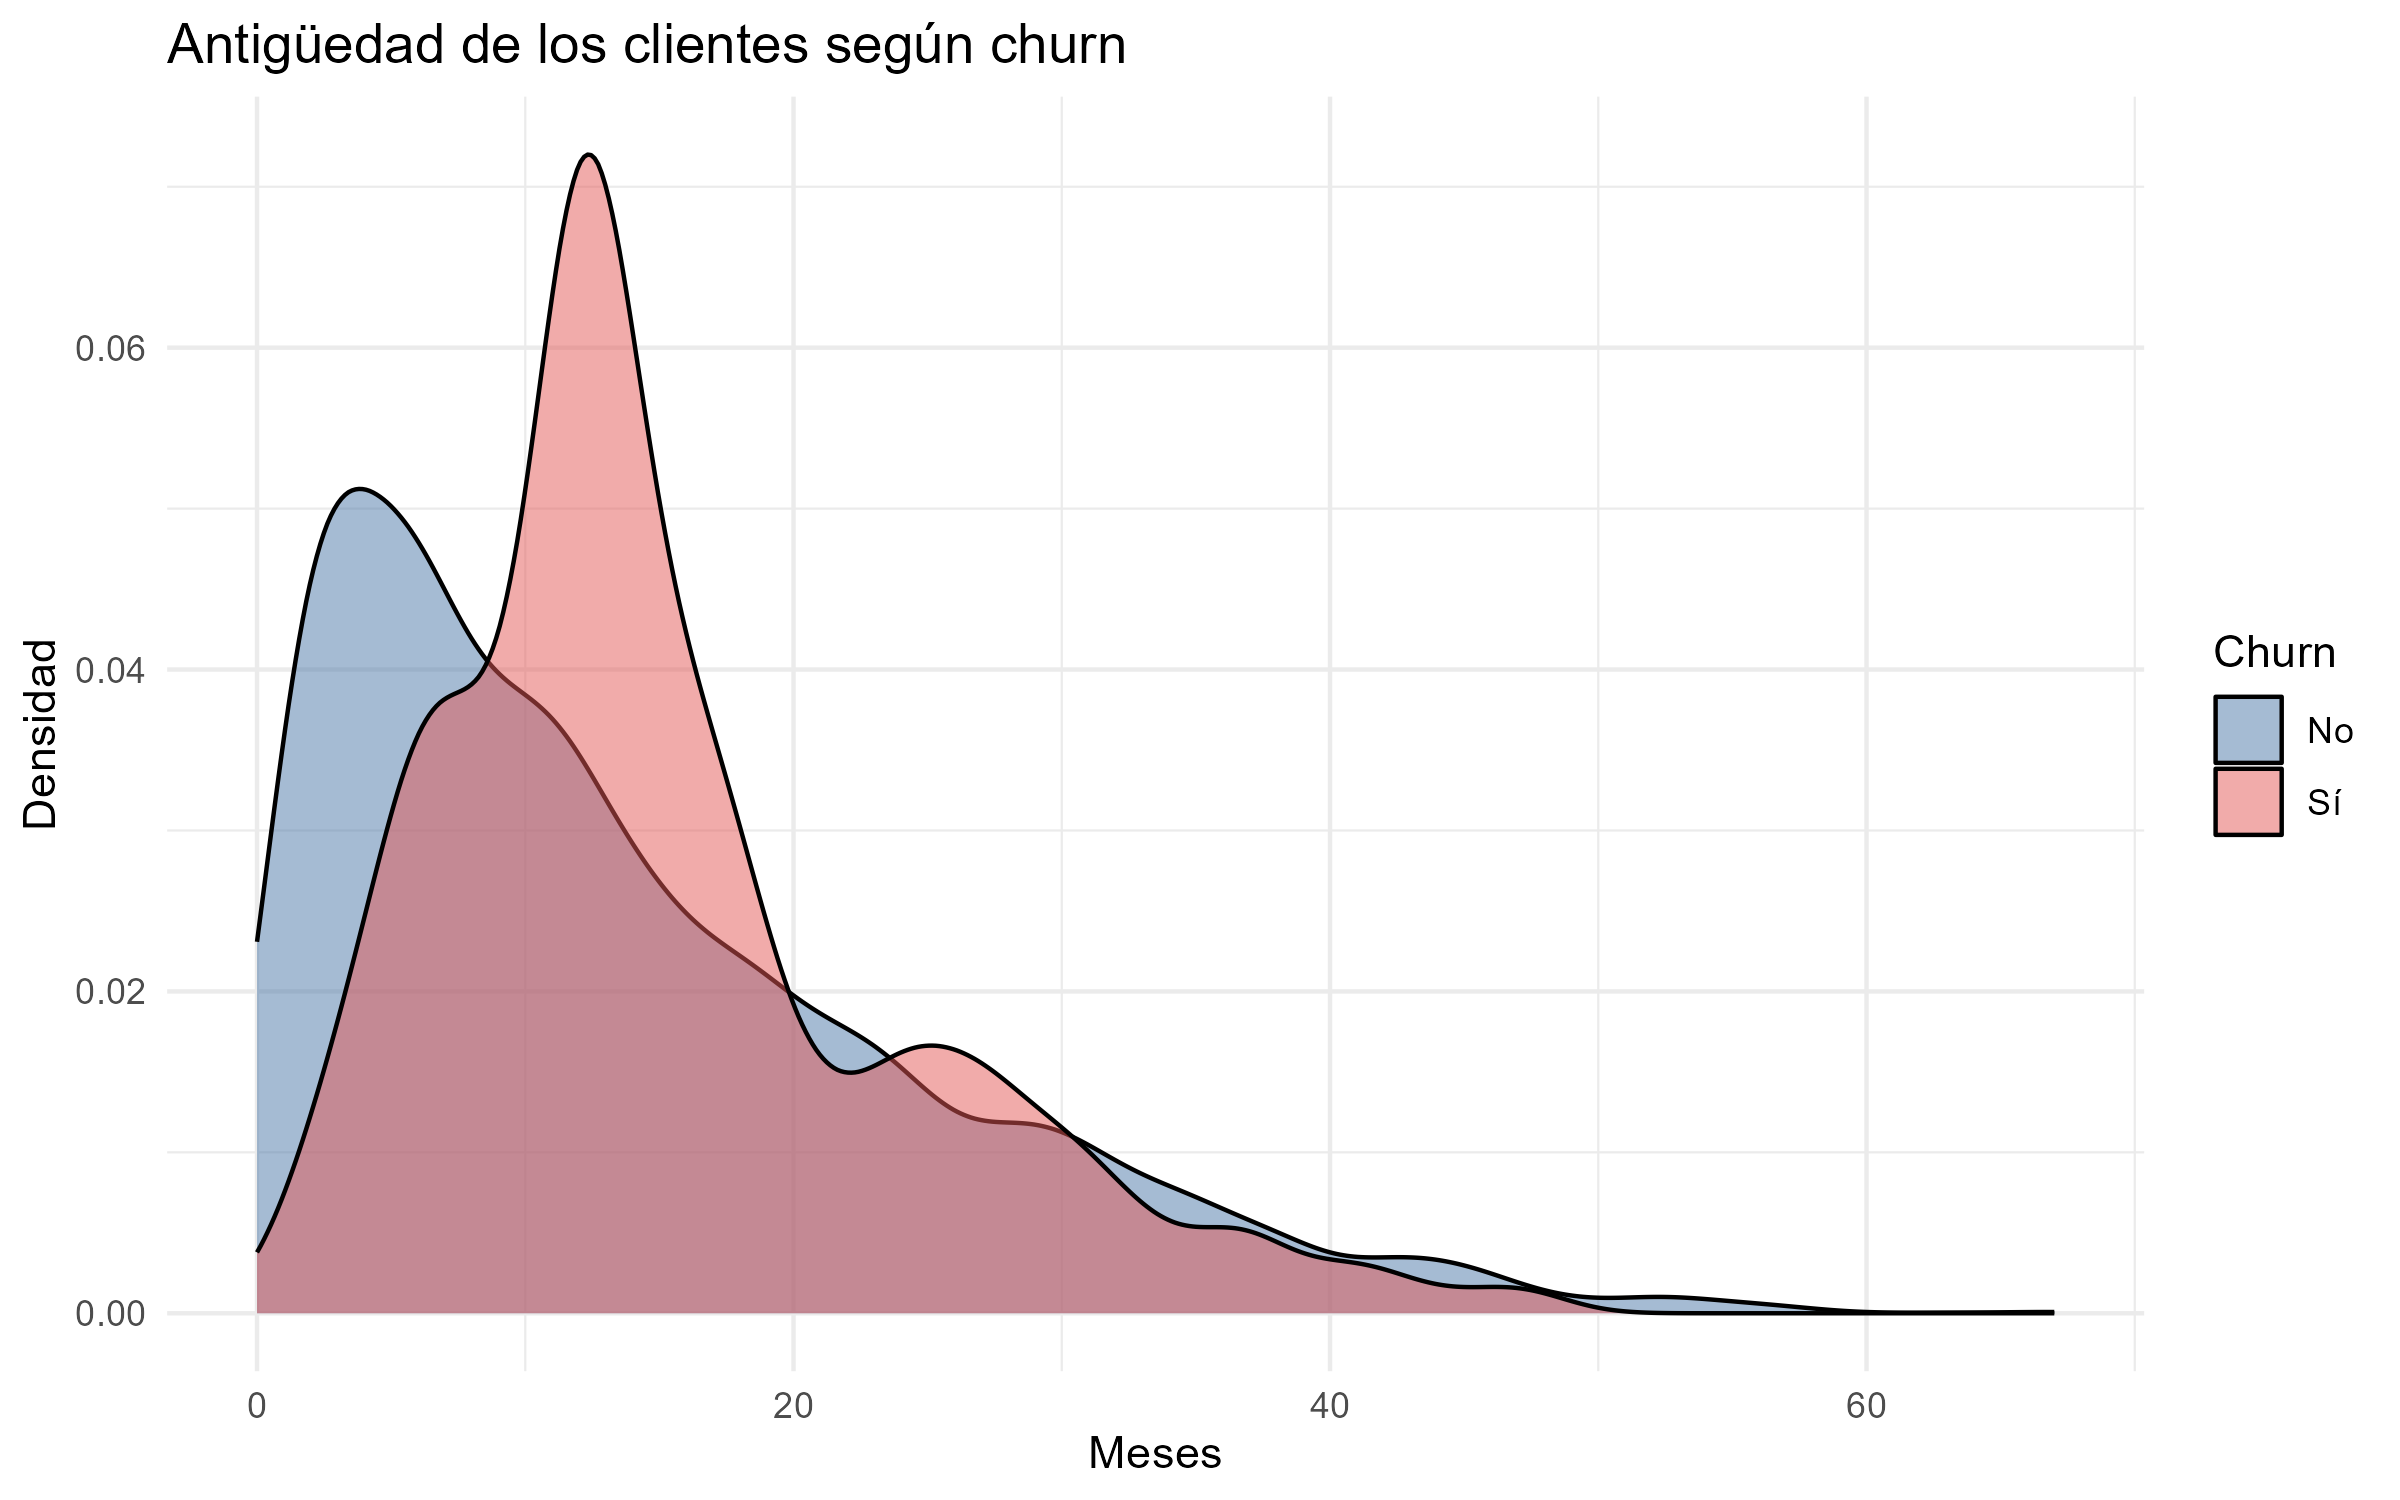 Antigüedad de los clientes según churn
Densidad
0.06
0.04
0.02
0.00
0
20
40
60
Meses
Churn
No
Sí